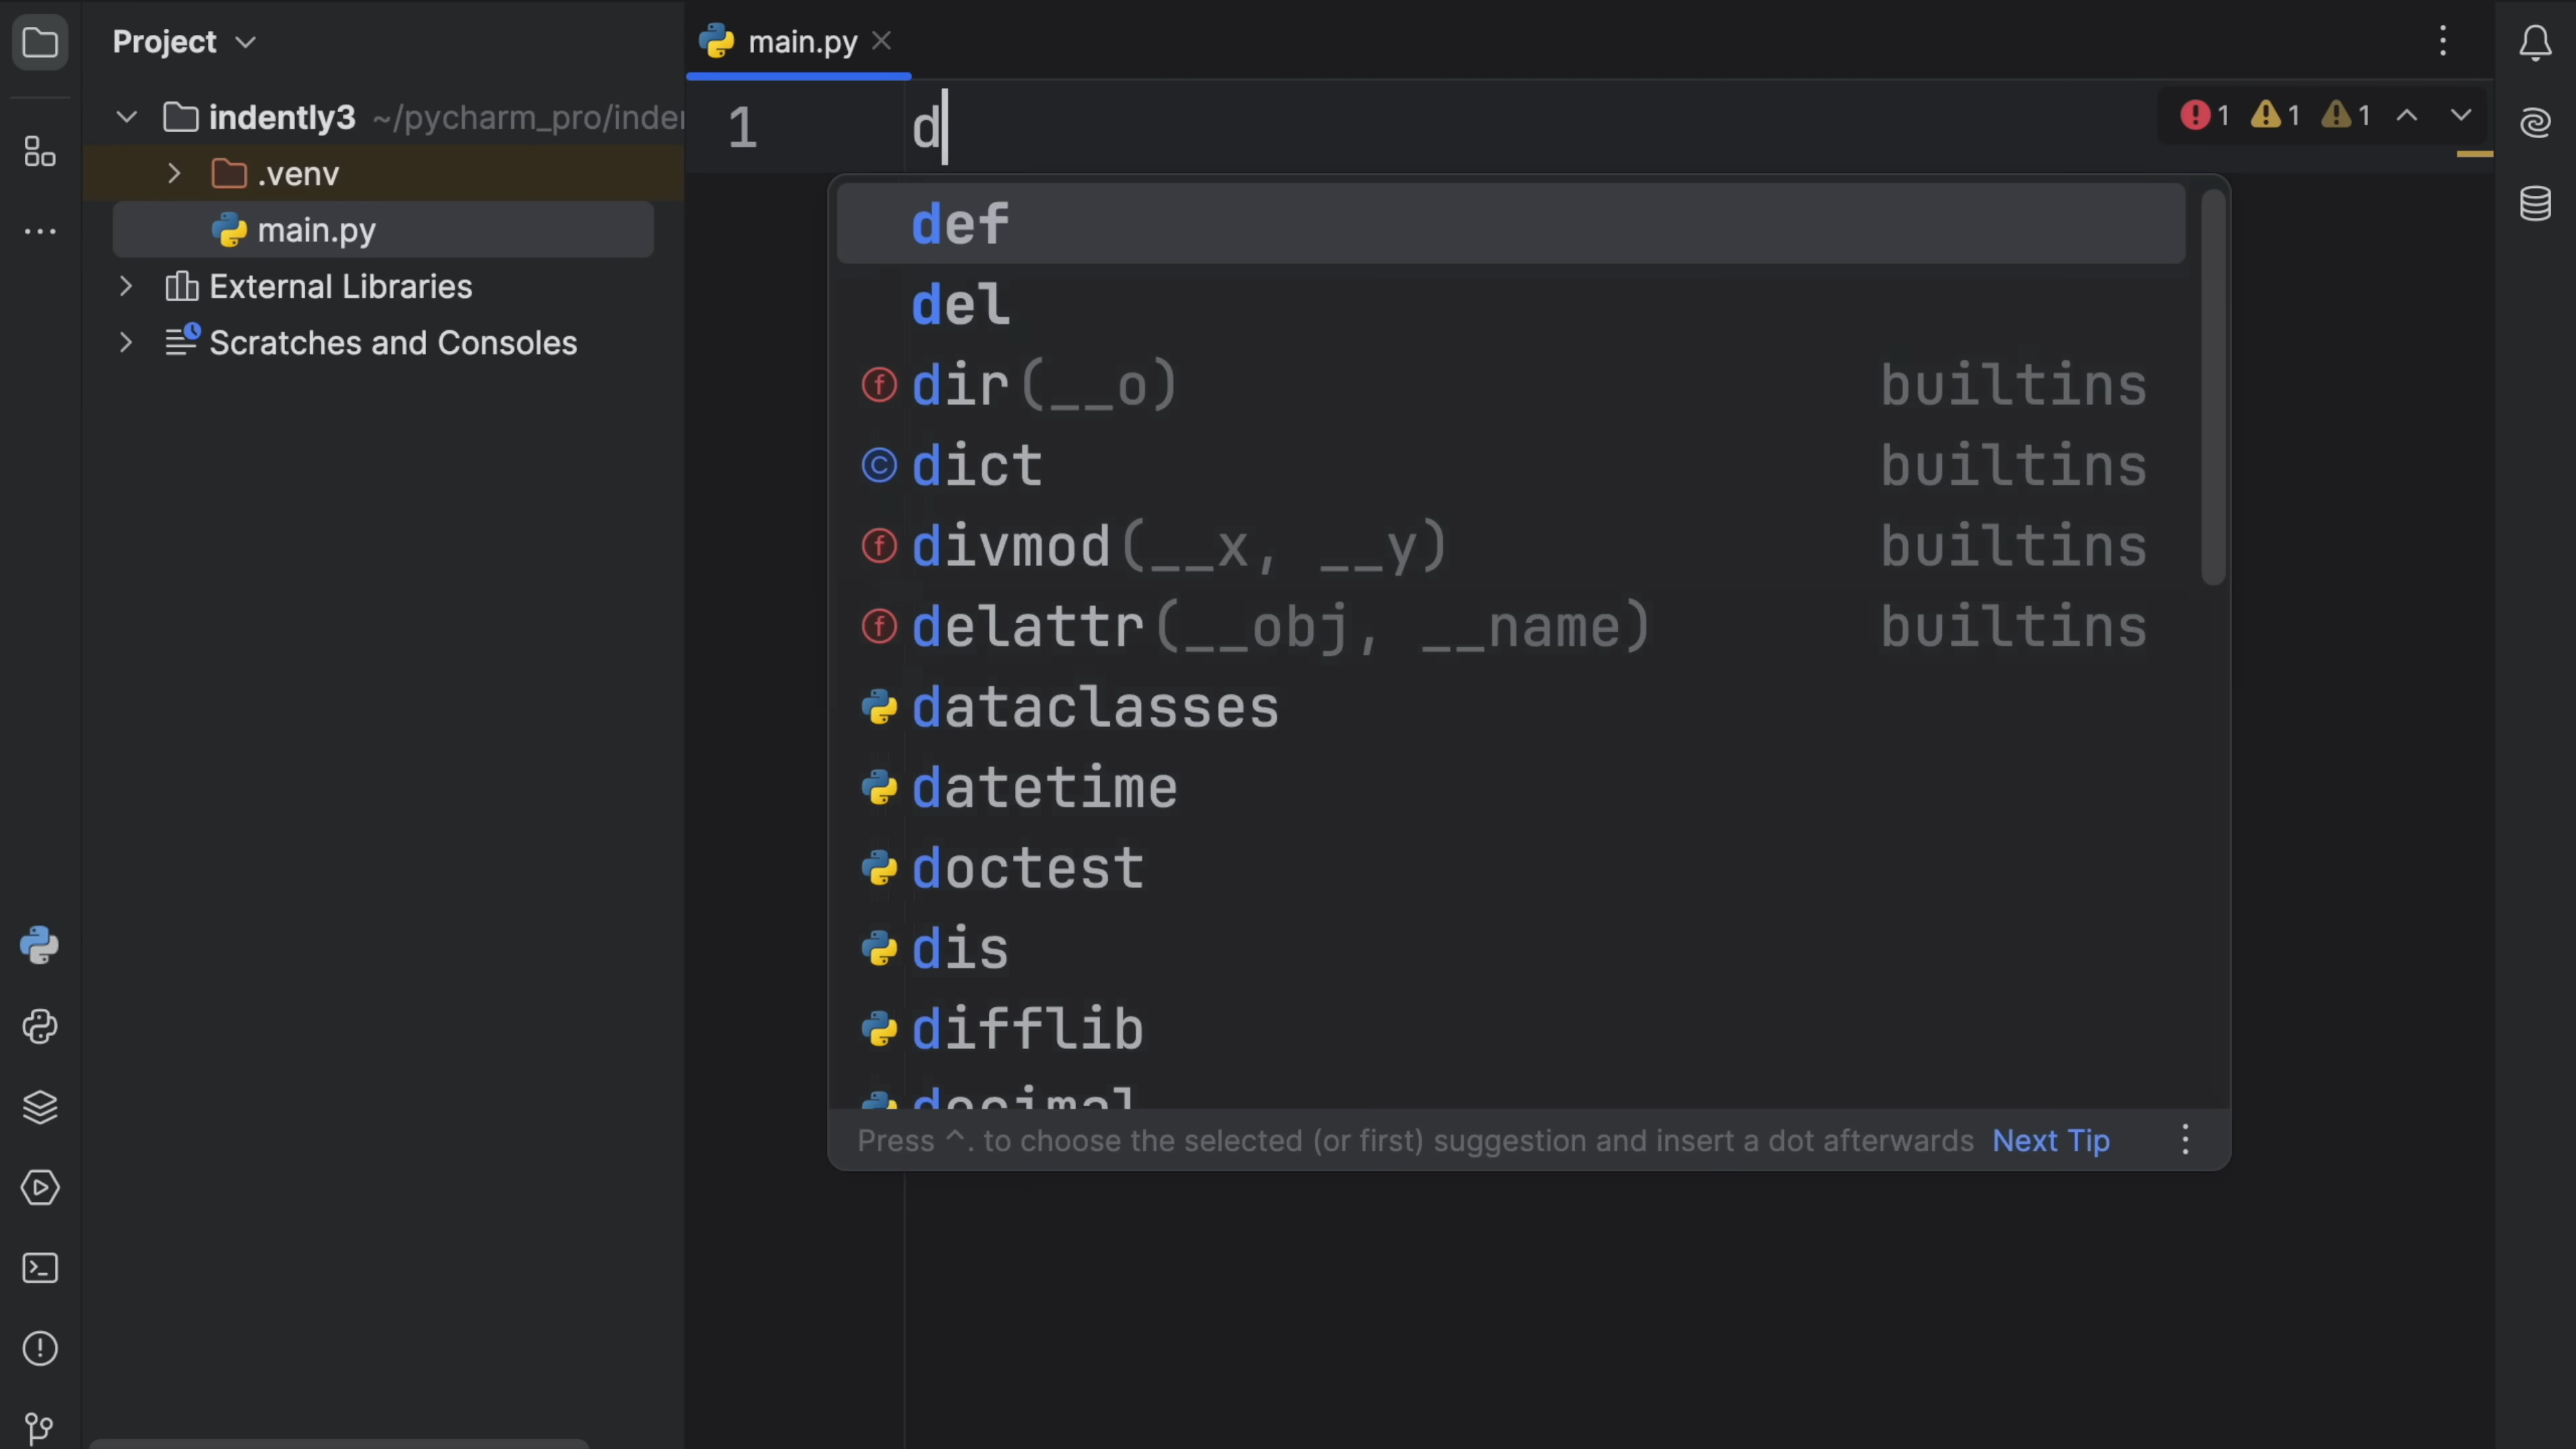 Project
main.py
indently3 ~/pycharm_pro/inden
.venv
main.py
External Libraries
Scratches and Consoles
1 d
1 1 1
def
del
dir(__o) builtins
dict builtins
divmod(__x, __y) builtins
delattr(__obj, __name) builtins
dataclasses
datetime
doctest
dis
difflib
decimal
Press ^. to choose the selected (or first) suggestion and insert a dot afterwards Next Tip